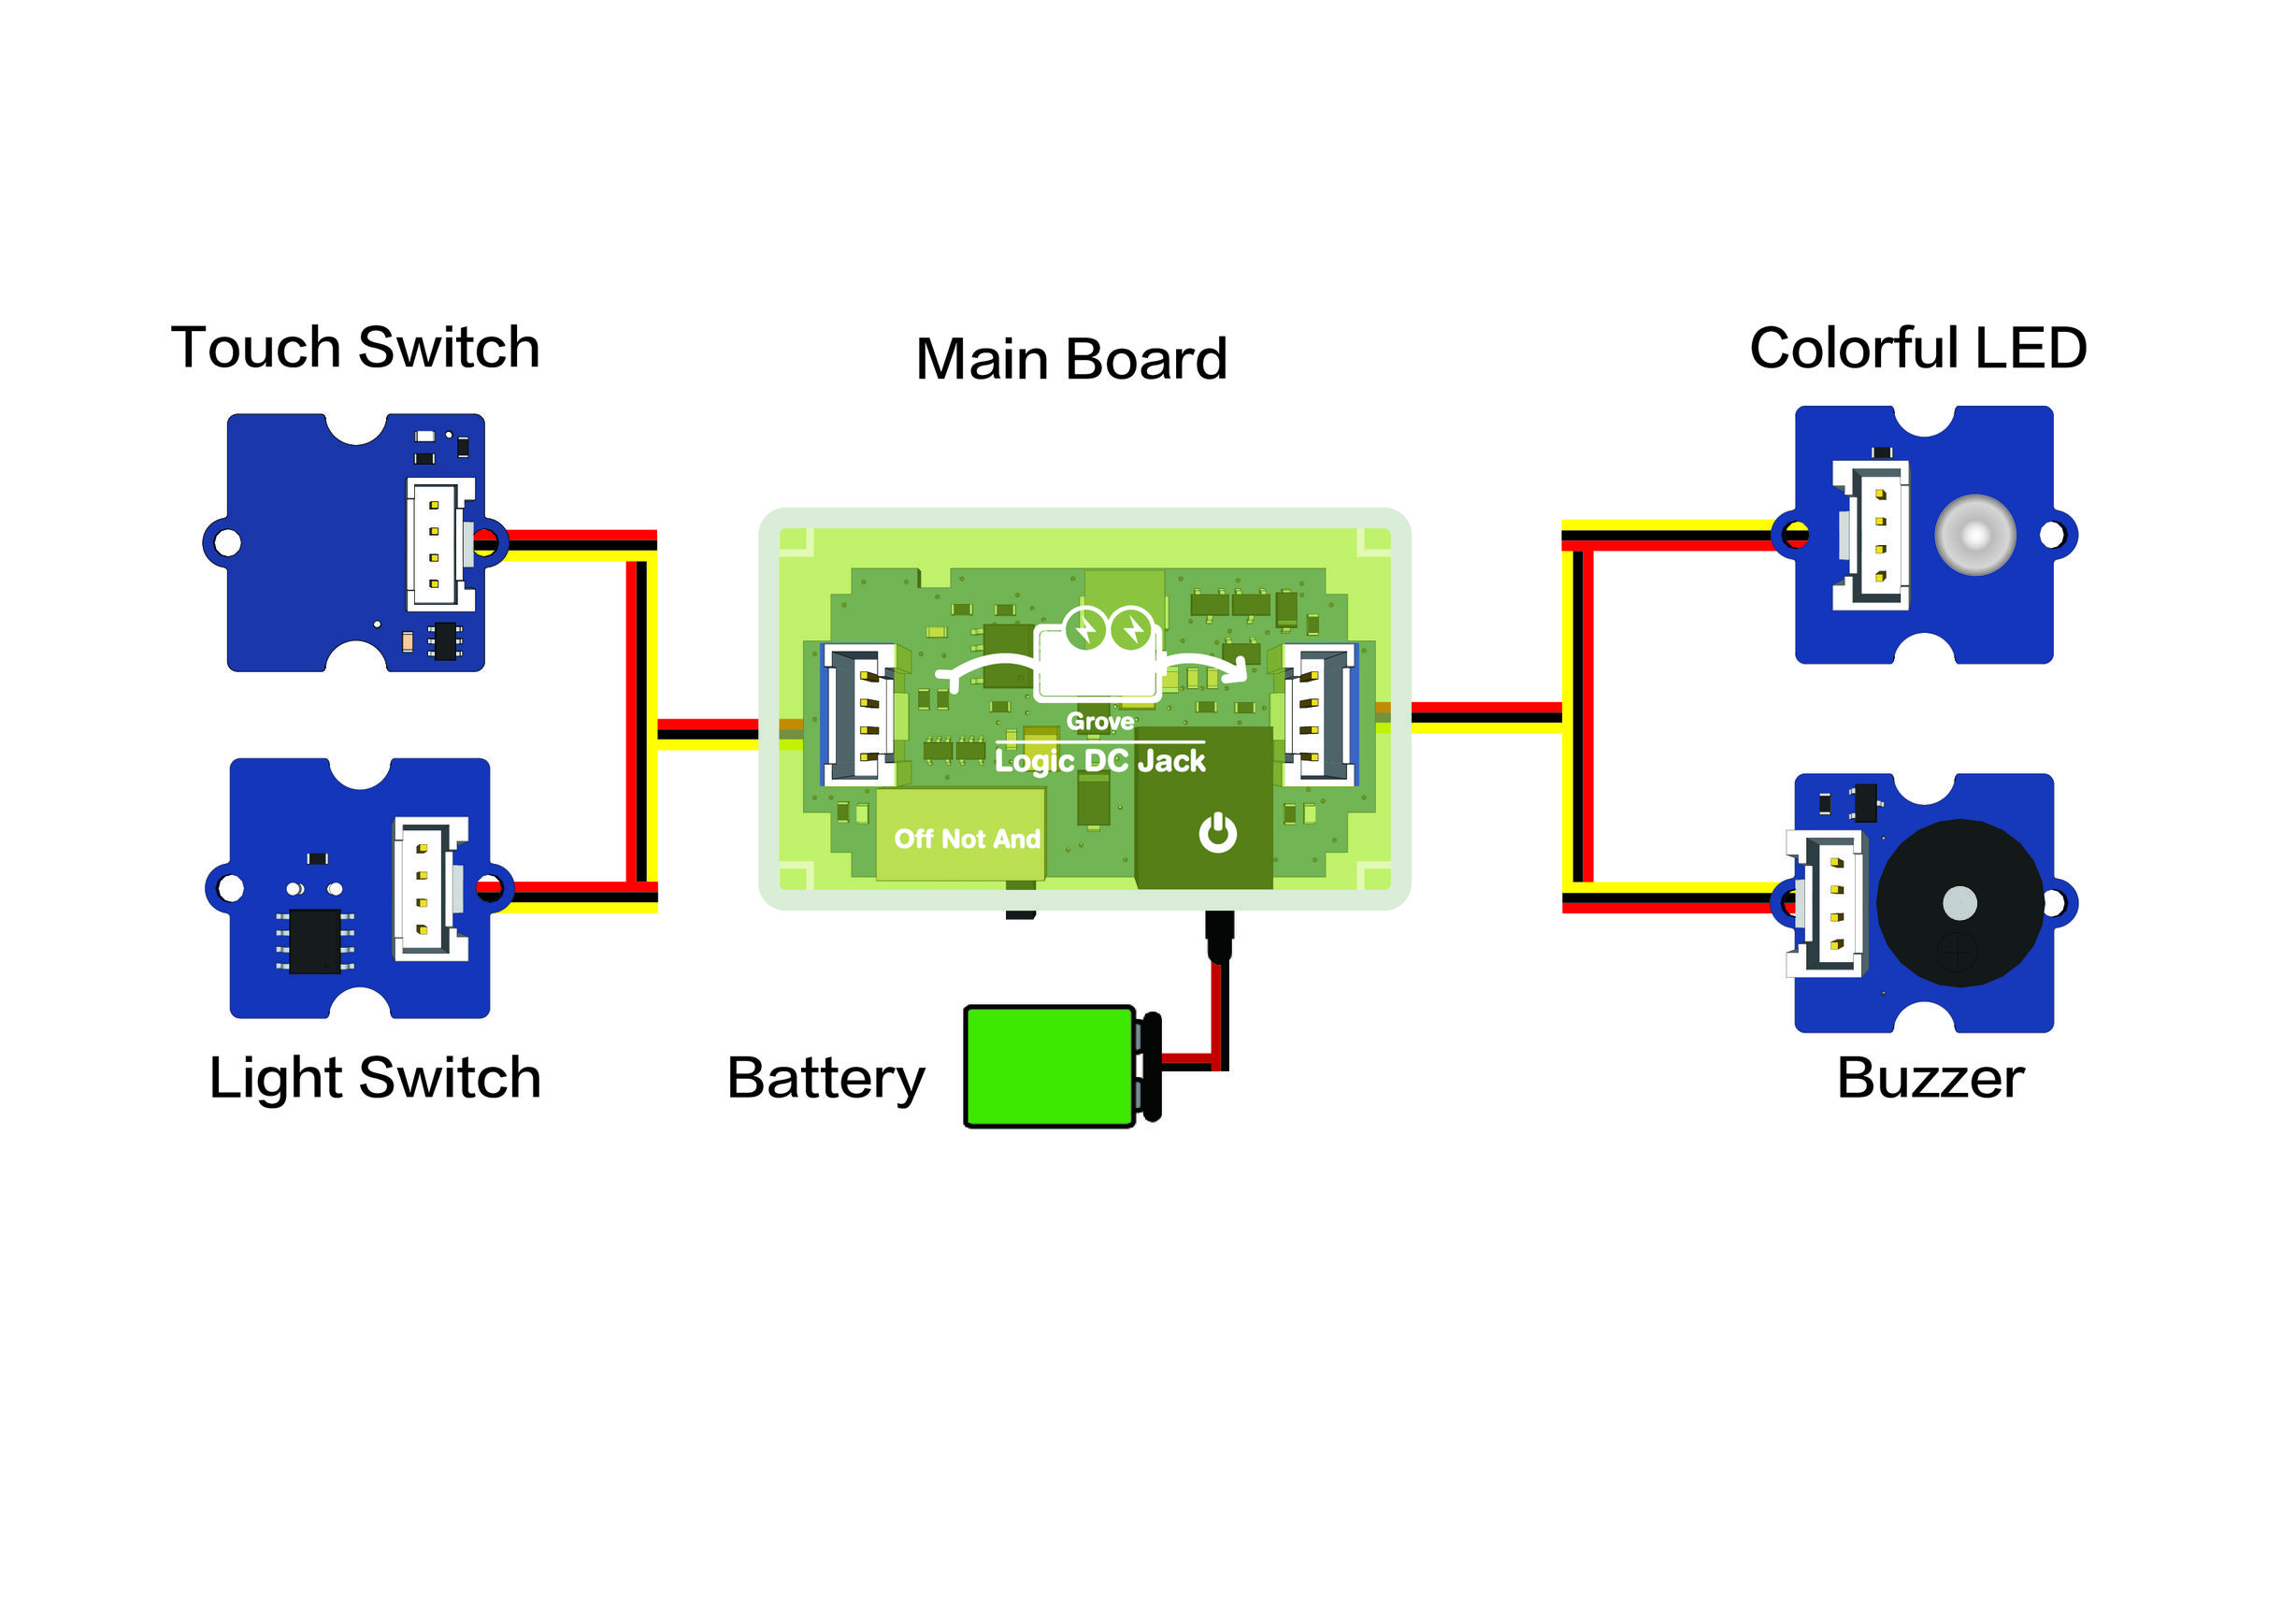 Touch Switch
Main Board
Colorful LED
Grove
Logic DC Jack
Off Not And
Light Switch
Battery
Buzzer